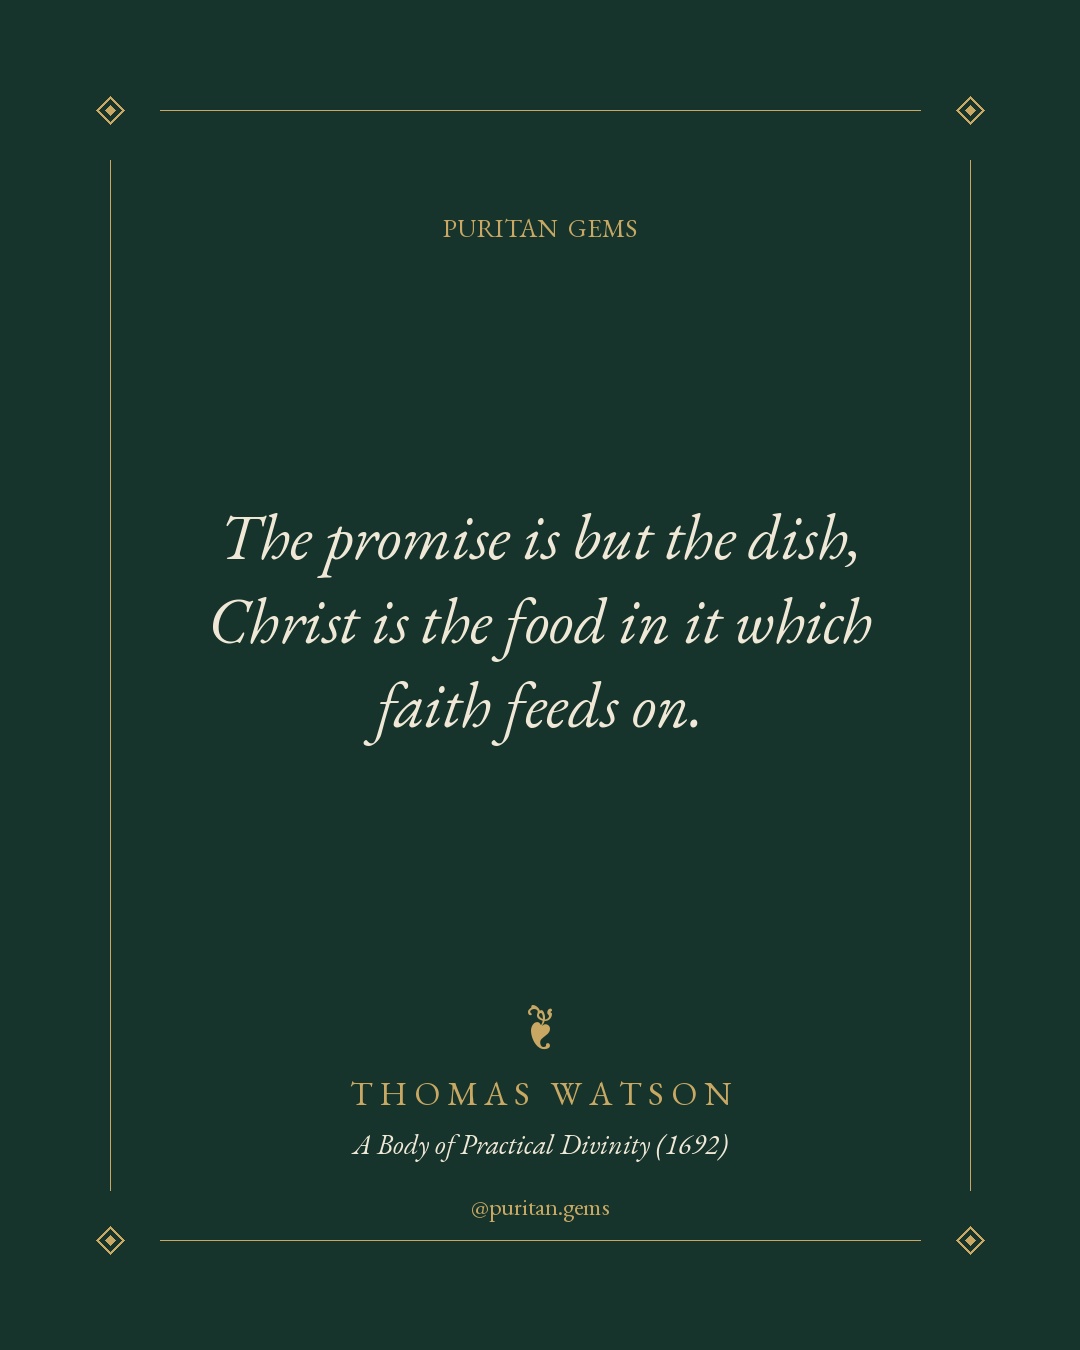 PURITAN GEMS
The promise is but the dish,
Christ is the food in it which
faith feeds on.
THOMAS WATSON
A Body of Practical Divinity (1692)
@puritan.gems